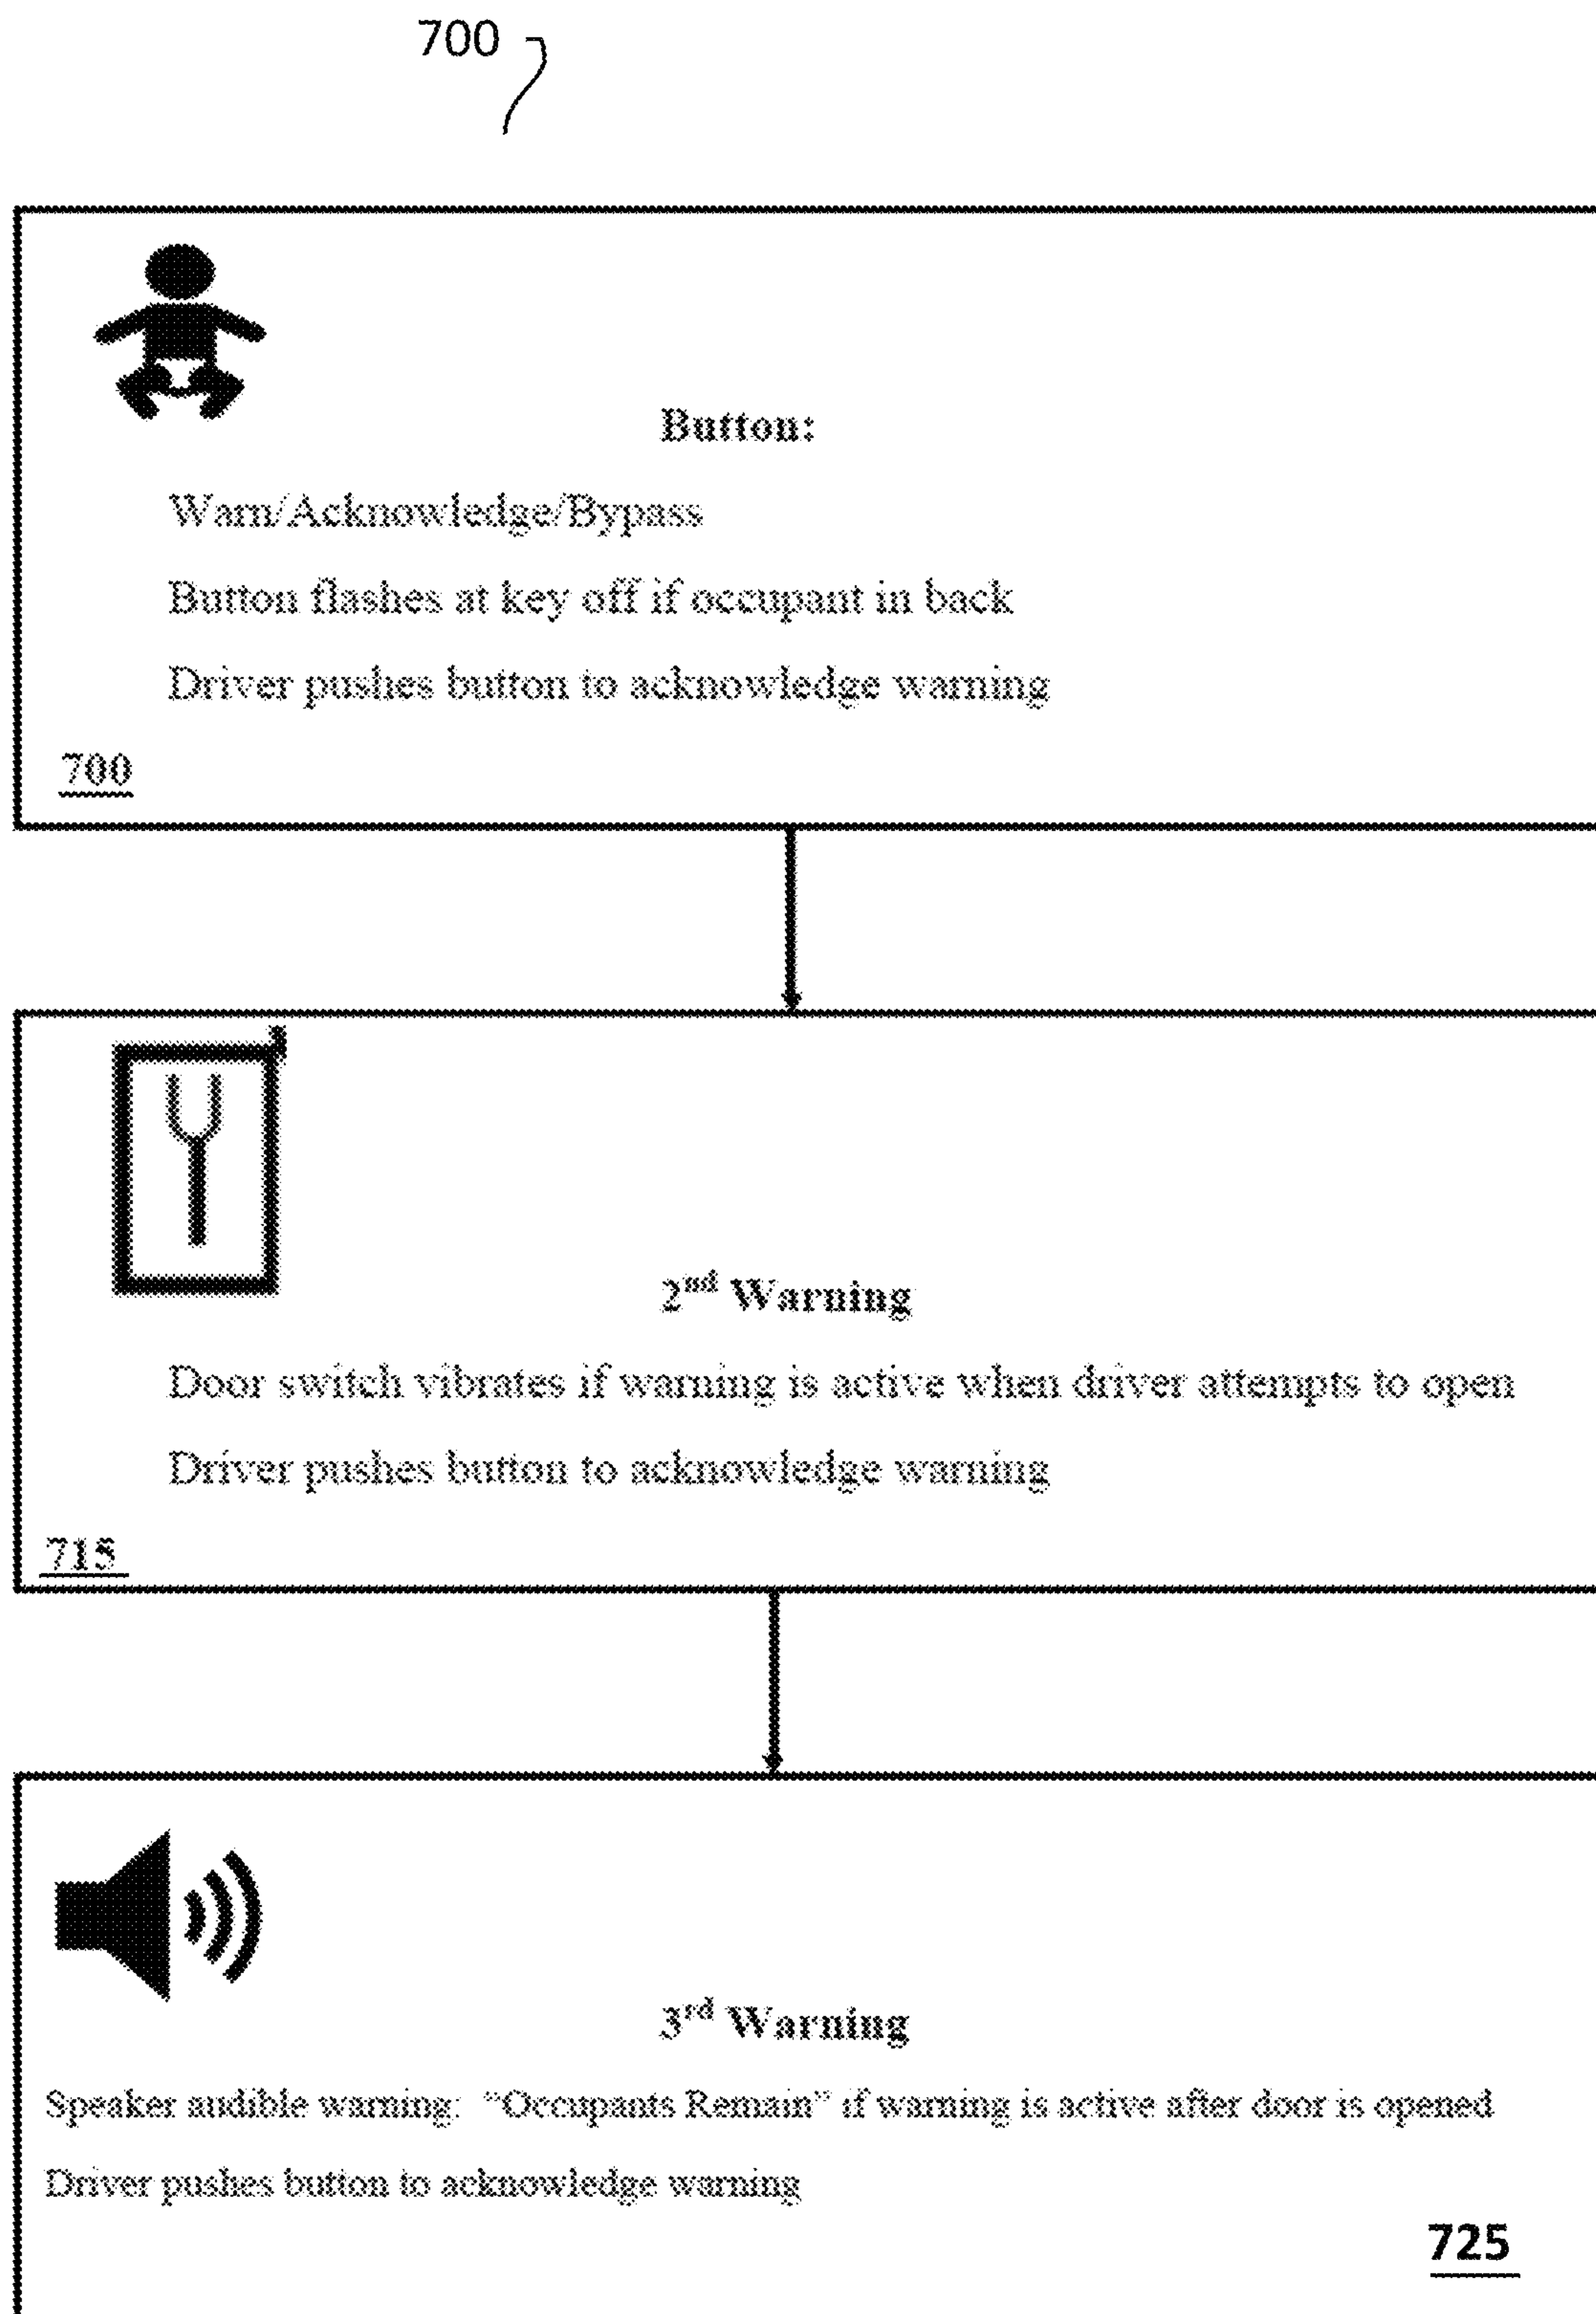 700
Button:
Warn/Acknowledge/Bypass
Button flashes at key off if occupant in back
Driver pushes button to acknowledge warning
700
2nd Warning
Door switch vibrates if warning is active when driver attempts to open
Driver pushes button to acknowledge warning
715
3rd Warning
Speaker audible warning: “Occupants Remain” if warning is active after door is opened
Driver pushes button to acknowledge warning
725